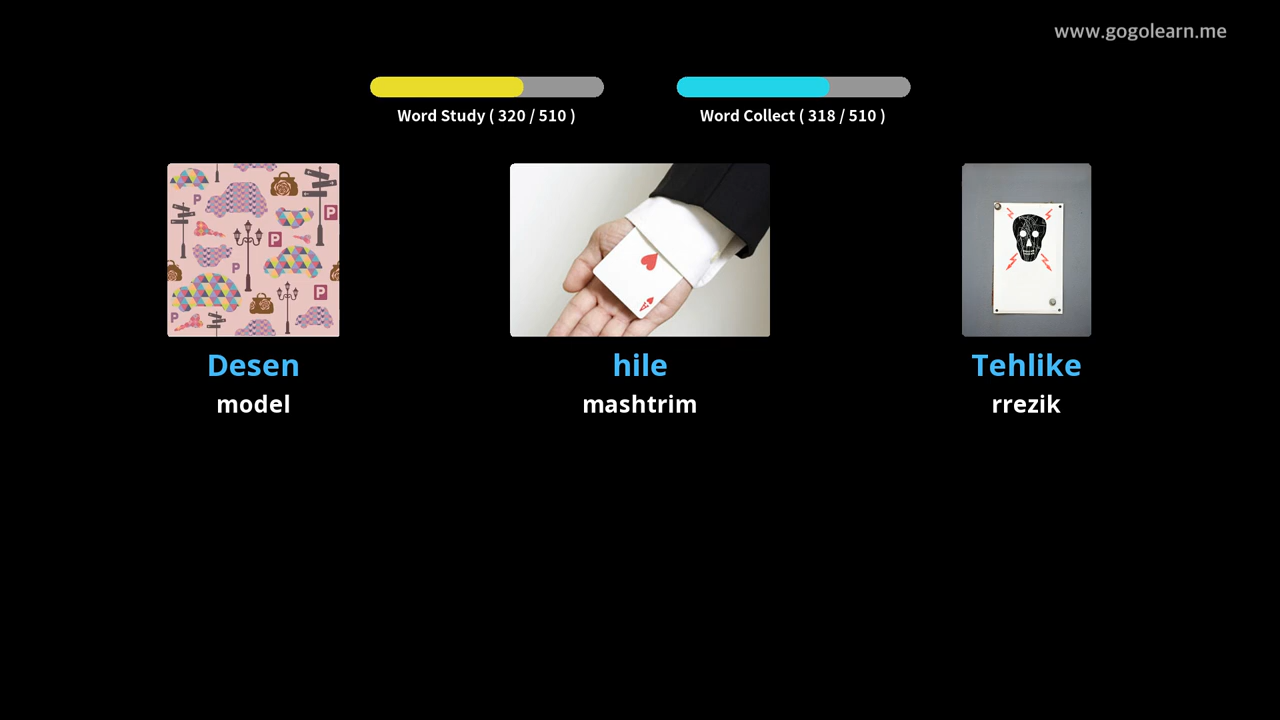 www.gogolearn.me
Word Study ( 320 / 510 )
Word Collect ( 318 / 510 )
P
P
P
P
P
P
A
Desen
hile
Tehlike
model
mashtrim
rrezik